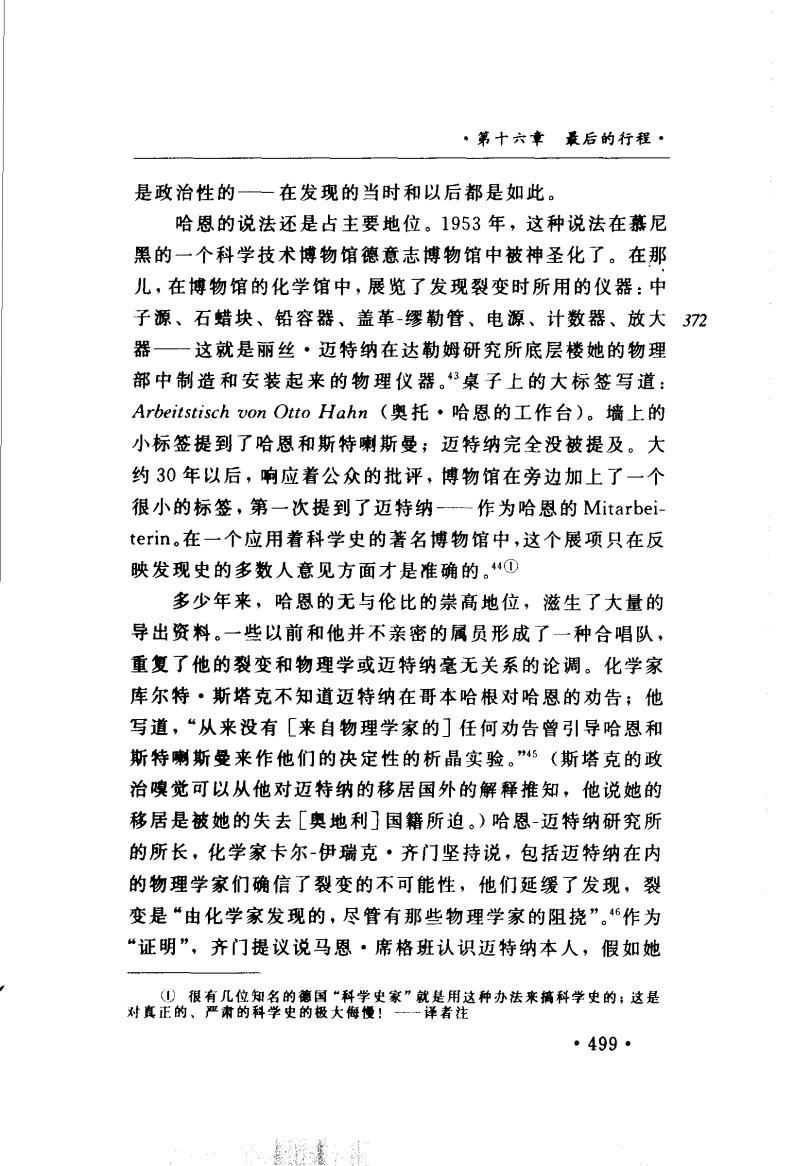 ·第十六章 最后的行程·
是政治性的——在发现的当时和以后都是如此。
哈恩的说法还是占主要地位。1953年，这种说法在慕尼
黑的一个科学技术博物馆德意志博物馆中被神圣化了。在那
儿，在博物馆的化学馆中，展览了发现裂变时所用的仪器：中
子源、石蜡块、铅容器、盖革-缪勒管、电源、计数器、放大 372
器——这就是丽丝·迈特纳在达勒姆研究所底层楼她的物理
部中制造和安装起来的物理仪器。43桌子上的大标签写道：
Arbeitstisch von Otto Hahn（奥托·哈恩的工作台）。墙上的
小标签提到了哈恩和斯特喇斯曼；迈特纳完全没被提及。大
约30年以后，响应着公众的批评，博物馆在旁边加上了一个
很小的标签，第一次提到了迈特纳——作为哈恩的Mitarbei-
terin。在一个应用着科学史的著名博物馆中，这个展项只在反
映发现史的多数人意见方面才是准确的。44①
多少年来，哈恩的无与伦比的崇高地位，滋生了大量的
导出资料。一些以前和他并不亲密的属员形成了一种合唱队，
重复了他的裂变和物理学或迈特纳毫无关系的论调。化学家
库尔特·斯塔克不知道迈特纳在哥本哈根对哈恩的劝告；他
写道，“从来没有［来自物理学家的］任何劝告曾引导哈恩和
斯特喇斯曼来作他们的决定性的析晶实验。”45（斯塔克的政
治嗅觉可以从他对迈特纳的移居国外的解释推知，他说她的
移居是被她的失去［奥地利］国籍所迫。）哈恩-迈特纳研究所
的所长，化学家卡尔-伊瑞克·齐门坚持说，包括迈特纳在内
的物理学家们确信了裂变的不可能性，他们延缓了发现，裂
变是“由化学家发现的，尽管有那些物理学家的阻挠”。46作为
“证明”，齐门提议说马恩·席格班认识迈特纳本人，假如她
① 很有几位知名的德国“科学史家”就是用这种办法来搞科学史的；这是
对真正的、严肃的科学史的极大侮慢！——译者注
·499·